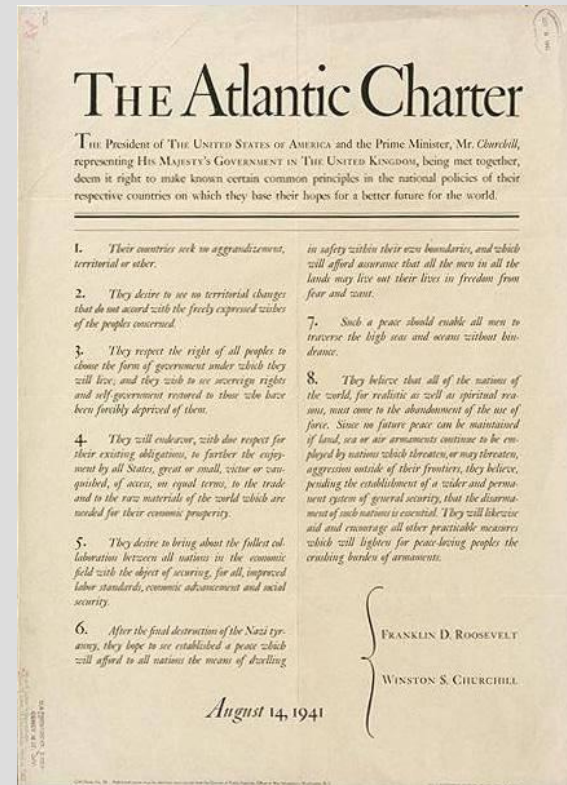 THE Atlantic Charter
THE President of THE UNITED STATES OF AMERICA and the Prime Minister, Mr. Churchill,
representing HIS MAJESTY'S GOVERNMENT IN THE UNITED KINGDOM, being met together,
deem it right to make known certain common principles in the national policies of their
respective countries on which they base their hopes for a better future for the world.
1. Their countries seek no aggrandizement,
territorial or other.
2. They desire to see no territorial changes
that do not accord with the freely expressed wishes
of the peoples concerned.
3. They respect the right of all peoples to
choose the form of government under which they
will live; and they wish to see sovereign rights
and self-government restored to those who have
been forcibly deprived of them.
4. They will endeavor, with due respect for
their existing obligations, to further the enjoy-
ment by all States, great or small, victor or van-
quished, of access, on equal terms, to the trade
and to the raw materials of the world which are
needed for their economic prosperity.
5. They desire to bring about the fullest col-
laboration between all nations in the economic
field with the object of securing, for all, improved
labor standards, economic advancement and social
security.
6. After the final destruction of the Nazi tyr-
anny, they hope to see established a peace which
will afford to all nations the means of dwelling
in safety within their own boundaries, and which
will afford assurance that all the men in all the
lands may live out their lives in freedom from
fear and want.
7. Such a peace should enable all men to
traverse the high seas and oceans without hin-
drance.
8. They believe that all of the nations of
the world, for realistic as well as spiritual rea-
sons, must come to the abandonment of the use of
force. Since no future peace can be maintained
if land, sea or air armaments continue to be em-
ployed by nations which threaten, or may threaten,
aggression outside of their frontiers, they believe,
pending the establishment of a wider and perma-
nent system of general security, that the disarma-
ment of such nations is essential. They will likewise
aid and encourage all other practicable measures
which will lighten for peace-loving peoples the
crushing burden of armaments.
FRANKLIN D. ROOSEVELT
WINSTON S. CHURCHILL
August 14, 1941